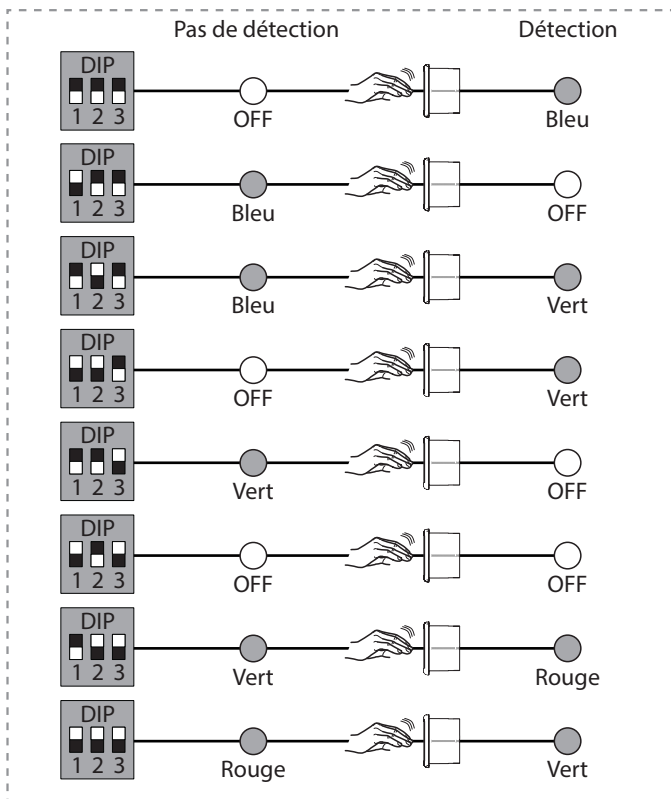 Pas de détection Détection
DIP
1 2 3
OFF
Bleu
DIP
1 2 3
Bleu
OFF
DIP
1 2 3
Bleu
Vert
DIP
1 2 3
OFF
Vert
DIP
1 2 3
Vert
OFF
DIP
1 2 3
OFF
OFF
DIP
1 2 3
Vert
Rouge
DIP
1 2 3
Rouge
Vert